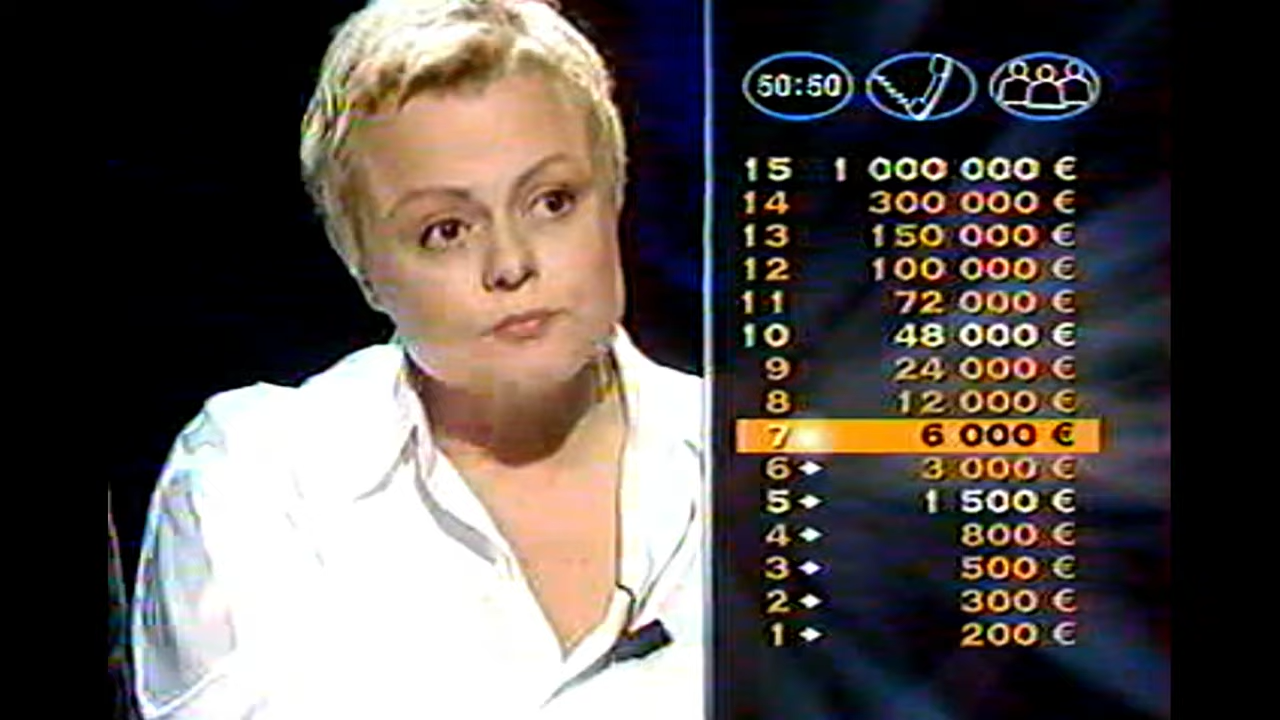 50:50
15 1 000 000 €
14 300 000 €
13 150 000 €
12 100 000 €
11 72 000 €
10 48 000 €
9 24 000 €
8 12 000 €
7 6 000 €
6 3 000 €
5 1 500 €
4 800 €
3 500 €
2 300 €
1 200 €